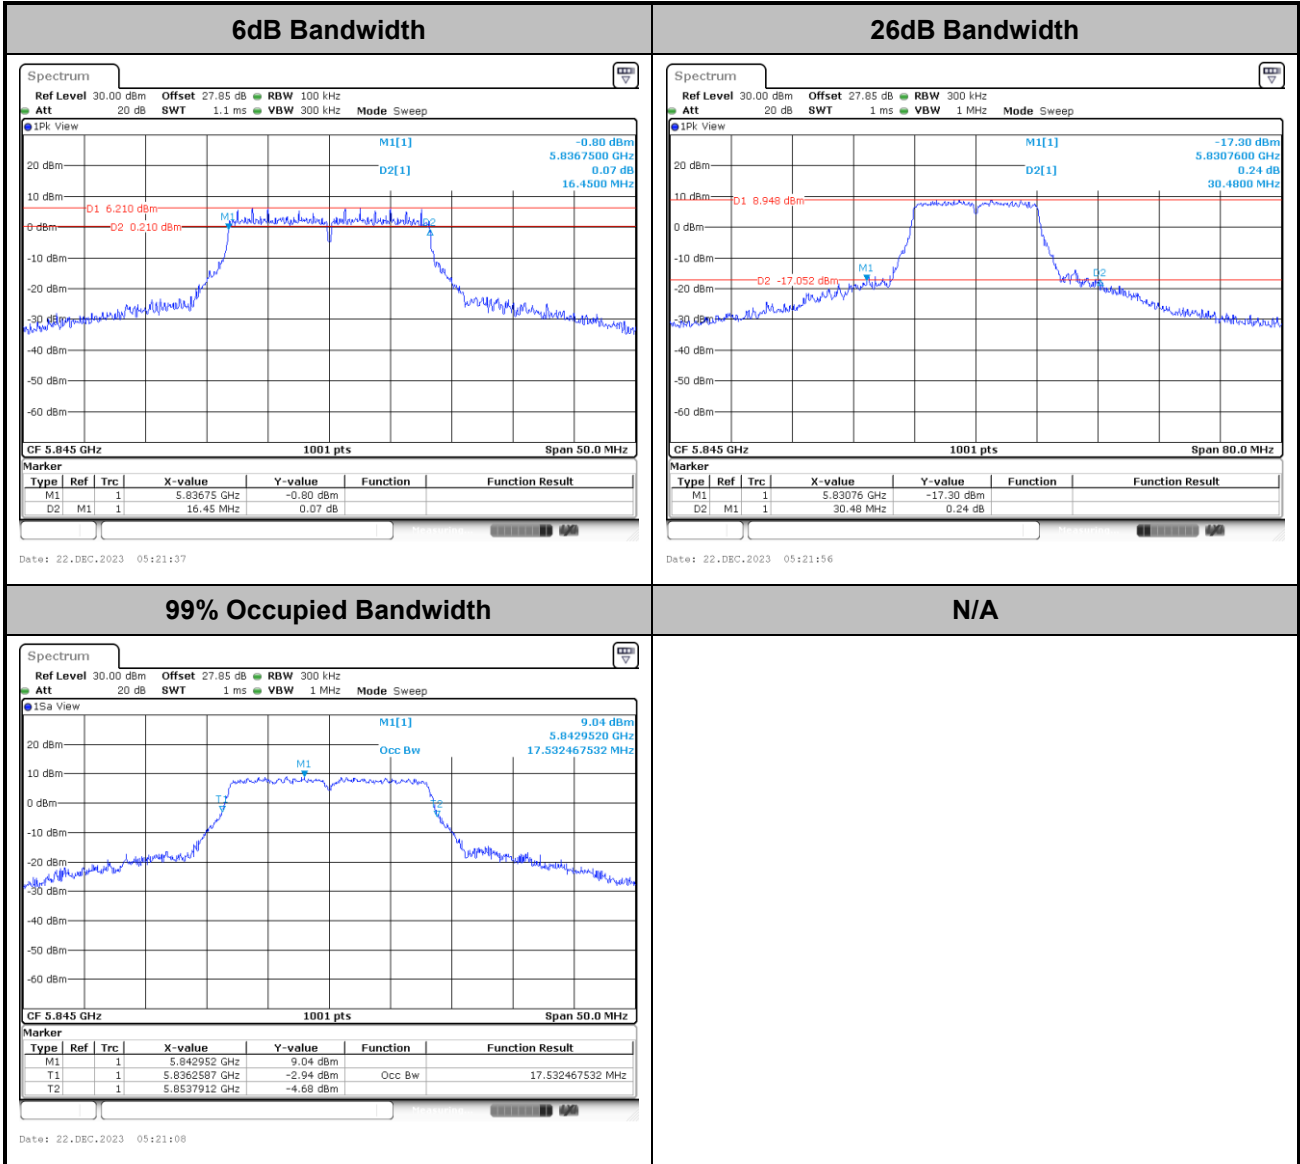 6dB Bandwidth
26dB Bandwidth
Spectrum
Ref Level 30.00 dBm Offset 27.85 dB RBW 100 kHz
Att 20 dB SWT 1.1 ms VBW 300 kHz Mode Sweep
1Pk View
M1[1] -0.80 dBm
5.8367500 GHz
D2[1] 0.07 dB
16.4500 MHz
20 dBm
10 dBm
D1 6.210 dBm
M1
D2
0 dBm
D2 0.210 dBm
-10 dBm
-20 dBm
-30 dBm
-40 dBm
-50 dBm
-60 dBm
CF 5.845 GHz 1001 pts Span 50.0 MHz
Marker
Type Ref Trc X-value Y-value Function Function Result
M1 1 5.83675 GHz -0.80 dBm
D2 M1 1 16.45 MHz 0.07 dB
Date: 22.DEC.2023 05:21:37
Spectrum
Ref Level 30.00 dBm Offset 27.85 dB RBW 300 kHz
Att 20 dB SWT 1 ms VBW 1 MHz Mode Sweep
1Pk View
M1[1] -17.30 dBm
5.8307600 GHz
D2[1] 0.24 dB
30.4800 MHz
20 dBm
10 dBm
D1 8.948 dBm
0 dBm
-10 dBm
M1
D2
D2 -17.052 dBm
-20 dBm
-30 dBm
-40 dBm
-50 dBm
-60 dBm
CF 5.845 GHz 1001 pts Span 80.0 MHz
Marker
Type Ref Trc X-value Y-value Function Function Result
M1 1 5.83076 GHz -17.30 dBm
D2 M1 1 30.48 MHz 0.24 dB
Measuring...
Date: 22.DEC.2023 05:21:56
99% Occupied Bandwidth
N/A
Spectrum
Ref Level 30.00 dBm Offset 27.85 dB RBW 300 kHz
Att 20 dB SWT 1 ms VBW 1 MHz Mode Sweep
1Sa View
M1[1] 9.04 dBm
5.8429520 GHz
Occ Bw 17.532467532 MHz
20 dBm
M1
10 dBm
T1
T2
0 dBm
-10 dBm
-20 dBm
-30 dBm
-40 dBm
-50 dBm
-60 dBm
CF 5.845 GHz 1001 pts Span 50.0 MHz
Marker
Type Ref Trc X-value Y-value Function Function Result
M1 1 5.842952 GHz 9.04 dBm
T1 1 5.8362587 GHz -2.94 dBm Occ Bw 17.532467532 MHz
T2 1 5.8537912 GHz -4.68 dBm
Measuring...
Date: 22.DEC.2023 05:21:08